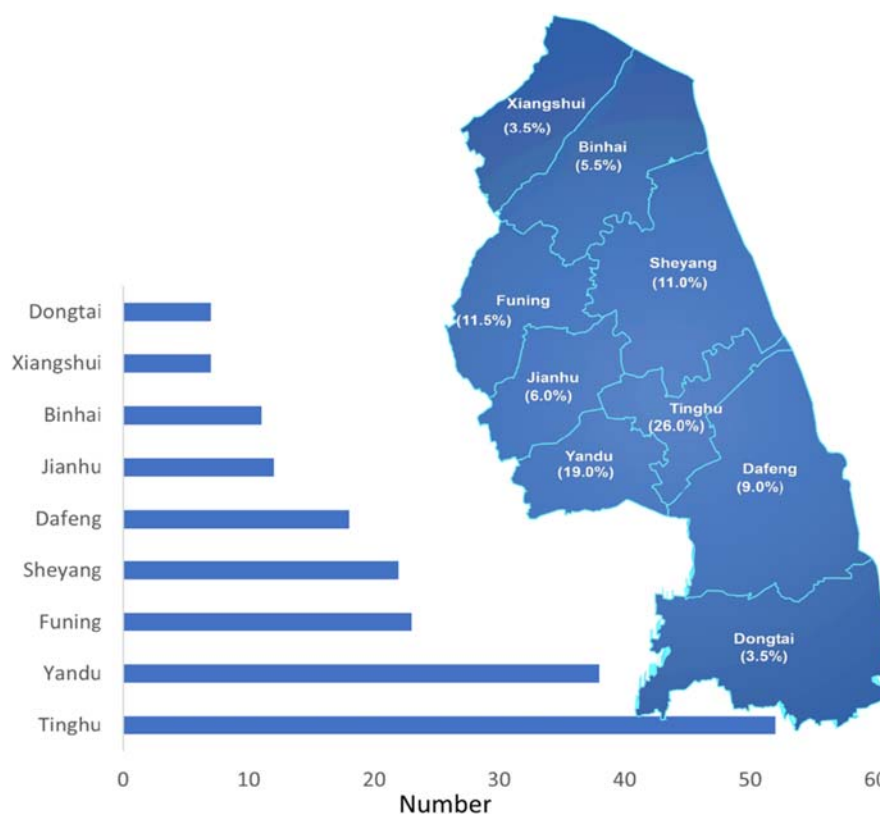 Xiangshui
(3.5%)
Binhai
(5.5%)
Sheyang
(11.0%)
Funing
(11.5%)
Jianhu
(6.0%)
Tinghu
(26.0%)
Yandu
(19.0%)
Dafeng
(9.0%)
Dongtai
(3.5%)
Dongtai
Xiangshui
Binhai
Jianhu
Dafeng
Sheyang
Funing
Yandu
Tinghu
0 10 20 30 40 50 60
Number